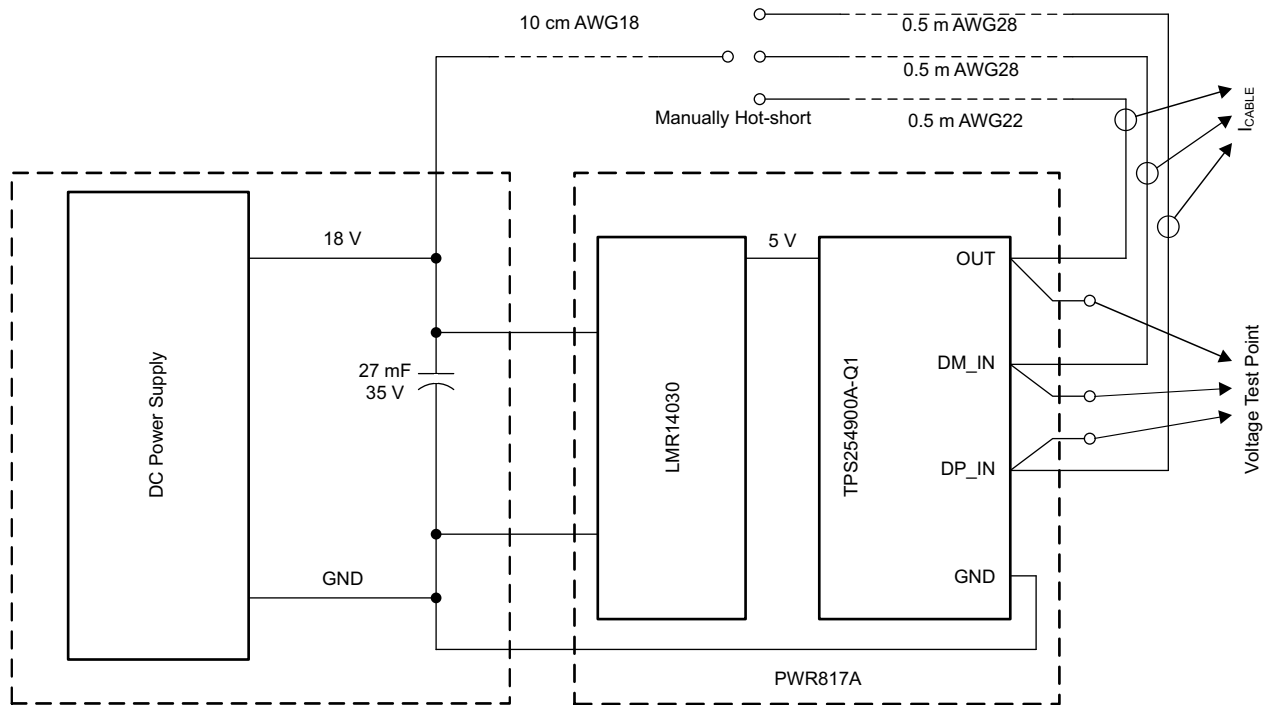 10 cm AWG18
0.5 m AWG28
0.5 m AWG28
Manually Hot-short
0.5 m AWG22
I_CABLE
DC Power Supply
18 V
27 mF
35 V
GND
LMR14030
5 V
TPS254900A-Q1
OUT
DM_IN
DP_IN
GND
Voltage Test Point
PWR817A